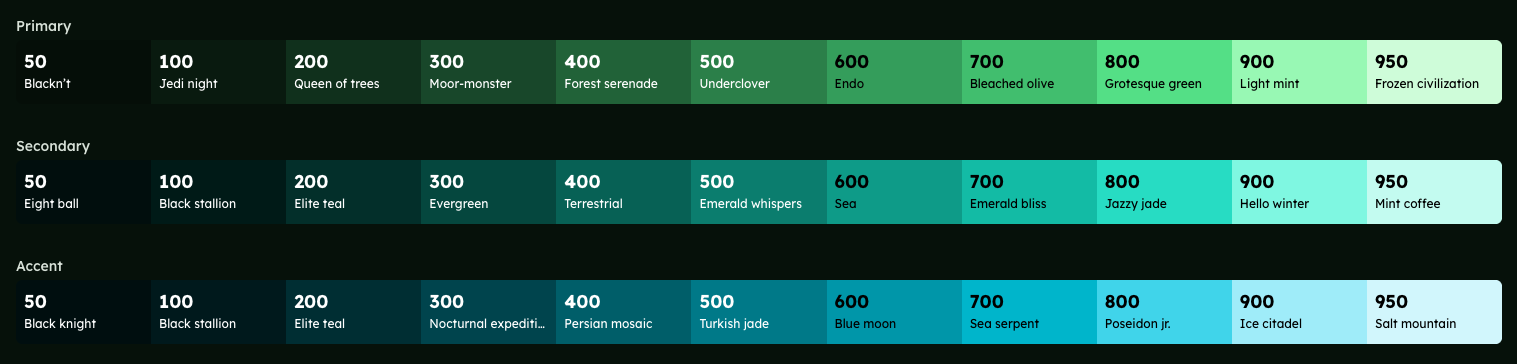 Primary
50 100 200 300 400 500 600 700 800 900 950
Blackn't Jedi night Queen of trees Moor-monster Forest serenade Underclover Endo Bleached olive Grotesque green Light mint Frozen civilization
Secondary
50 100 200 300 400 500 600 700 800 900 950
Eight ball Black stallion Elite teal Evergreen Terrestrial Emerald whispers Sea Emerald bliss Jazzy jade Hello winter Mint coffee
Accent
50 100 200 300 400 500 600 700 800 900 950
Black knight Black stallion Elite teal Nocturnal expediti... Persian mosaic Turkish jade Blue moon Sea serpent Poseidon jr. Ice citadel Salt mountain